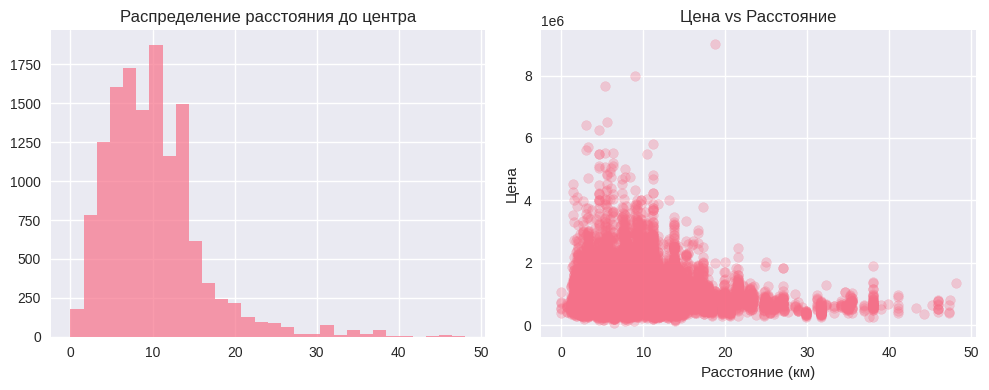 Распределение расстояния до центра
1750
1500
1250
1000
750
500
250
0
0 10 20 30 40 50
Цена vs Расстояние
1e6
8
6
4
2
0
Цена
0 10 20 30 40 50
Расстояние (км)